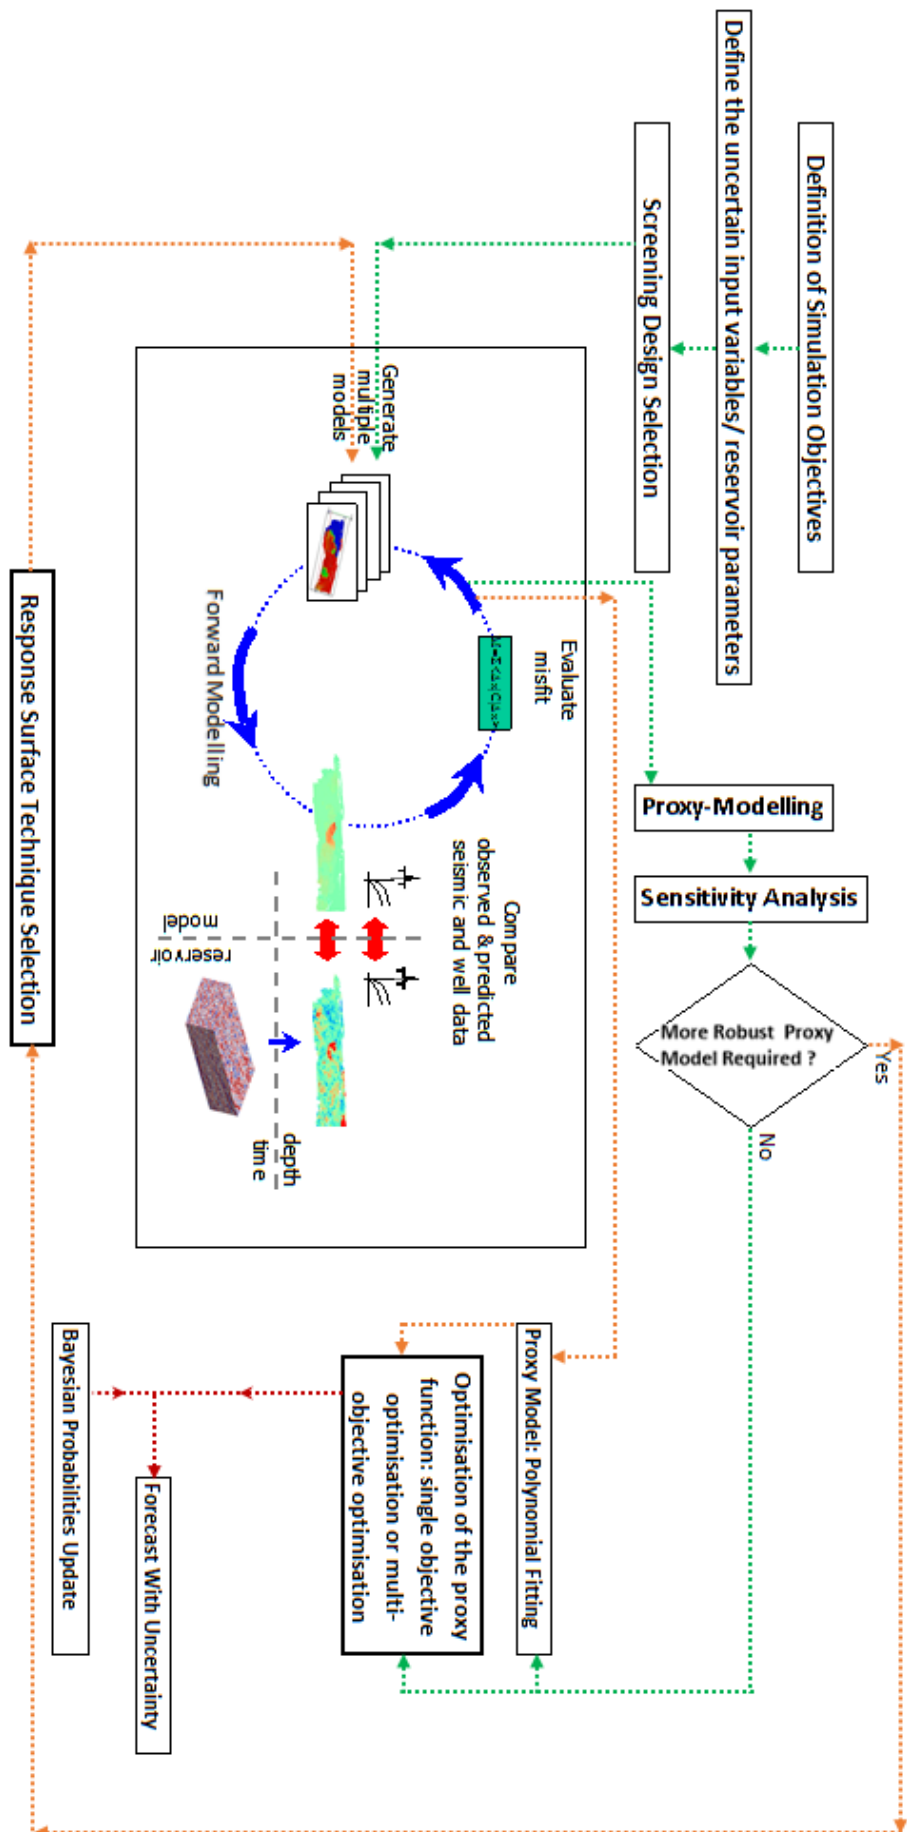 Definition of Simulation Objectives
Define the uncertain input variables/ reservoir parameters
Screening Design Selection
Generate
multiple
models
Evaluate
misfit
Forward Modelling
Compare
observed & predicted
seismic and well data
model
reservoir
depth
time
Proxy-Modelling
Sensitivity Analysis
More Robust Proxy
Model Required ?
Yes
No
Response Surface Technique Selection
Proxy Model: Polynomial Fitting
Optimisation of the proxy
function: single objective
optimisation or multi-
objective optimisation
Forecast With Uncertainty
Bayesian Probabilities Update